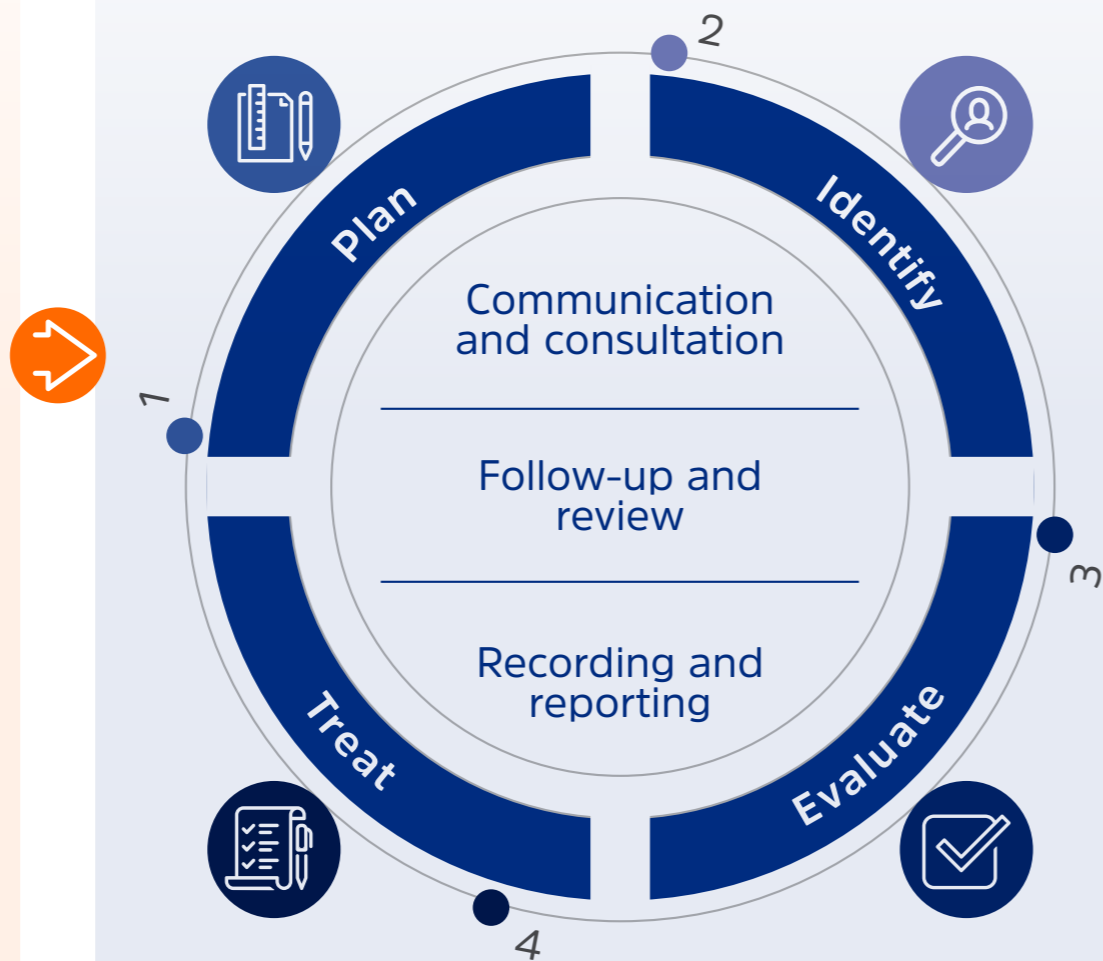 2
Plan
Identify
Communication
and consultation
1
Follow-up and
review
3
Recording and
reporting
Treat
Evaluate
4